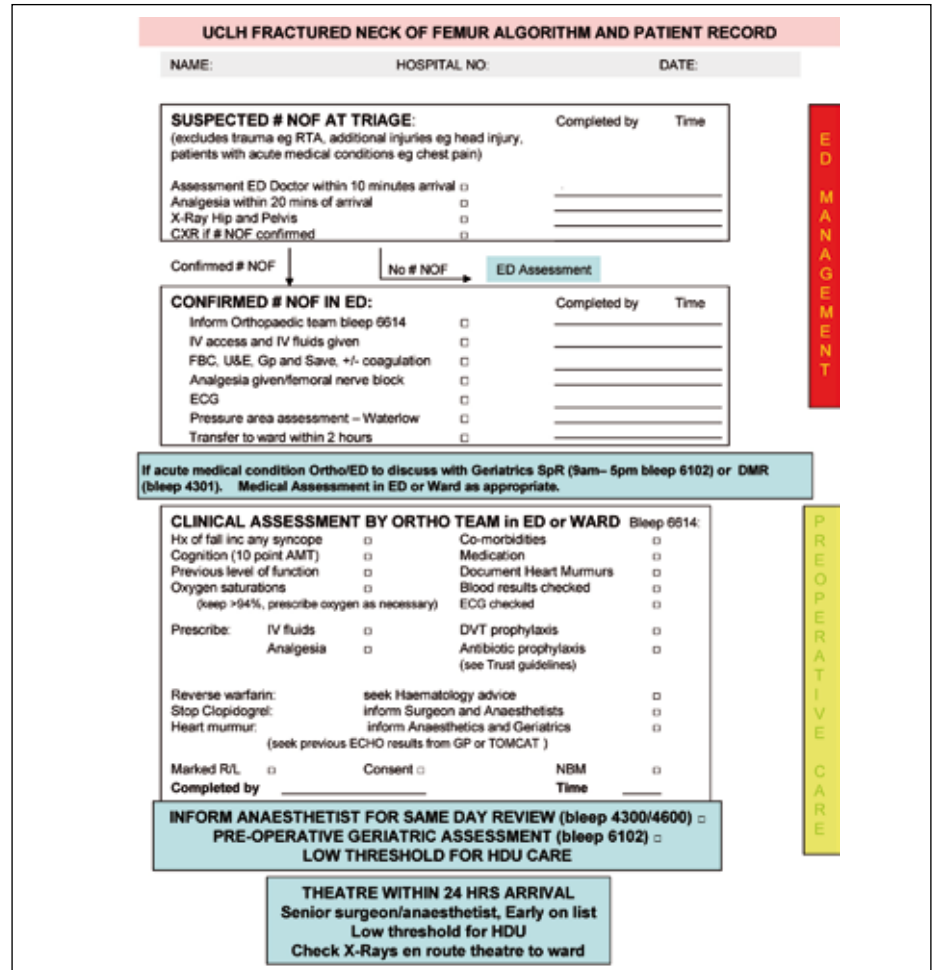 UCLH FRACTURED NECK OF FEMUR ALGORITHM AND PATIENT RECORD
NAME: HOSPITAL NO: DATE:
SUSPECTED # NOF AT TRIAGE: Completed by Time
(excludes trauma eg RTA, additional injuries eg head injury,
patients with acute medical conditions eg chest pain)
Assessment ED Doctor within 10 minutes arrival □
Analgesia within 20 mins of arrival □
X-Ray Hip and Pelvis □
CXR if # NOF confirmed □
Confirmed # NOF No # NOF ED Assessment
CONFIRMED # NOF IN ED: Completed by Time
Inform Orthopaedic team bleep 6614 □
IV access and IV fluids given □
FBC, U&E, Gp and Save, +/- coagulation □
Analgesia given/femoral nerve block □
ECG □
Pressure area assessment – Waterlow □
Transfer to ward within 2 hours □
ED MANAGEMENT
If acute medical condition Ortho/ED to discuss with Geriatrics SpR (9am– 5pm bleep 6102) or DMR
(bleep 4301). Medical Assessment in ED or Ward as appropriate.
CLINICAL ASSESSMENT BY ORTHO TEAM in ED or WARD Bleep 6614:
Hx of fall inc any syncope □ Co-morbidities □
Cognition (10 point AMT) □ Medication □
Previous level of function □ Document Heart Murmurs □
Oxygen saturations □ Blood results checked □
(keep >94%, prescribe oxygen as necessary) ECG checked □
Prescribe: IV fluids □ DVT prophylaxis □
Analgesia □ Antibiotic prophylaxis □
(see Trust guidelines)
Reverse warfarin: seek Haematology advice □
Stop Clopidogrel: inform Surgeon and Anaesthetists □
Heart murmur: inform Anaesthetics and Geriatrics □
(seek previous ECHO results from GP or TOMCAT )
Marked R/L □ Consent □ NBM □
Completed by Time
PREOPERATIVE CARE
INFORM ANAESTHETIST FOR SAME DAY REVIEW (bleep 4300/4600) □
PRE-OPERATIVE GERIATRIC ASSESSMENT (bleep 6102) □
LOW THRESHOLD FOR HDU CARE
THEATRE WITHIN 24 HRS ARRIVAL
Senior surgeon/anaesthetist, Early on list
Low threshold for HDU
Check X-Rays en route theatre to ward